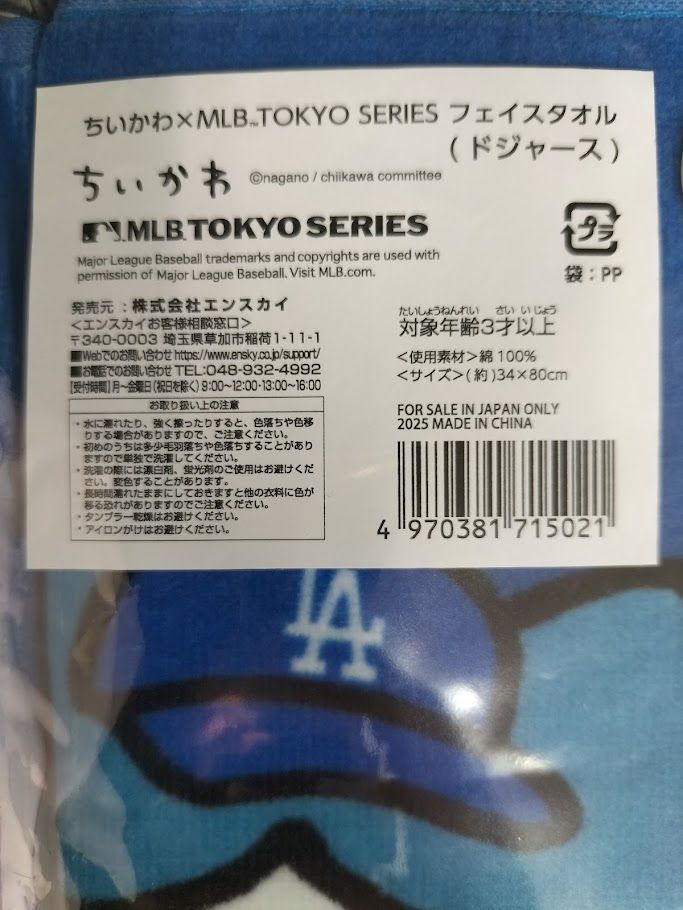 ちいかわ×MLB™TOKYO SERIES フェイスタオル
(ドジャース)
ちいかわ ©nagano / chiikawa committee
MLB. TOKYO SERIES
Major League Baseball trademarks and copyrights are used with
permission of Major League Baseball. Visit MLB.com.
プラ
袋：PP
発売元：株式会社エンスカイ
＜エンスカイお客様相談窓口＞
〒340-0003 埼玉県草加市稲荷1-11-1
■Webでのお問い合わせ https://www.ensky.co.jp/support/
■お電話でのお問い合わせ TEL:048-932-4992
【受付時間】月～金曜日(祝日を除く) 9:00～12:00・13:00～16:00
お取り扱い上の注意
・水に濡れたり、強く擦ったりすると、色落ちや色移
りする場合がありますので、ご注意ください。
・初めのうちは多少毛羽落ちや色落ちすることがあり
ますので単独で洗濯してください。
・洗濯の際には漂白剤、蛍光剤のご使用はお避けくだ
さい。変色することがあります。
・長時間濡れたままにしておきますと他の衣料に色が
移る恐れがありますのでご注意ください。
・タンブラー乾燥はお避けください。
・アイロンがけはお避けください。
たいしょうねんれい さい いじょう
対象年齢3才以上
＜使用素材＞綿 100%
＜サイズ＞(約)34×80cm
FOR SALE IN JAPAN ONLY
2025 MADE IN CHINA
4 970381 715021
LA